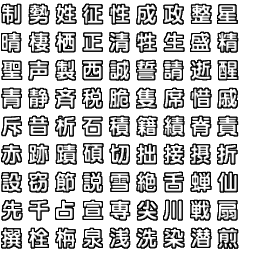 制勢姓征性成政整星
晴棲栖正清牲生盛精
聖声製西誠誓請逝醒
青静斉税脆隻席惜戚
斥昔析石積籍績脊責
赤跡蹟碩切拙接摂折
設窃節説雪絶舌蝉仙
先千占宣専尖川戦扇
撰栓栴泉浅洗染潜煎